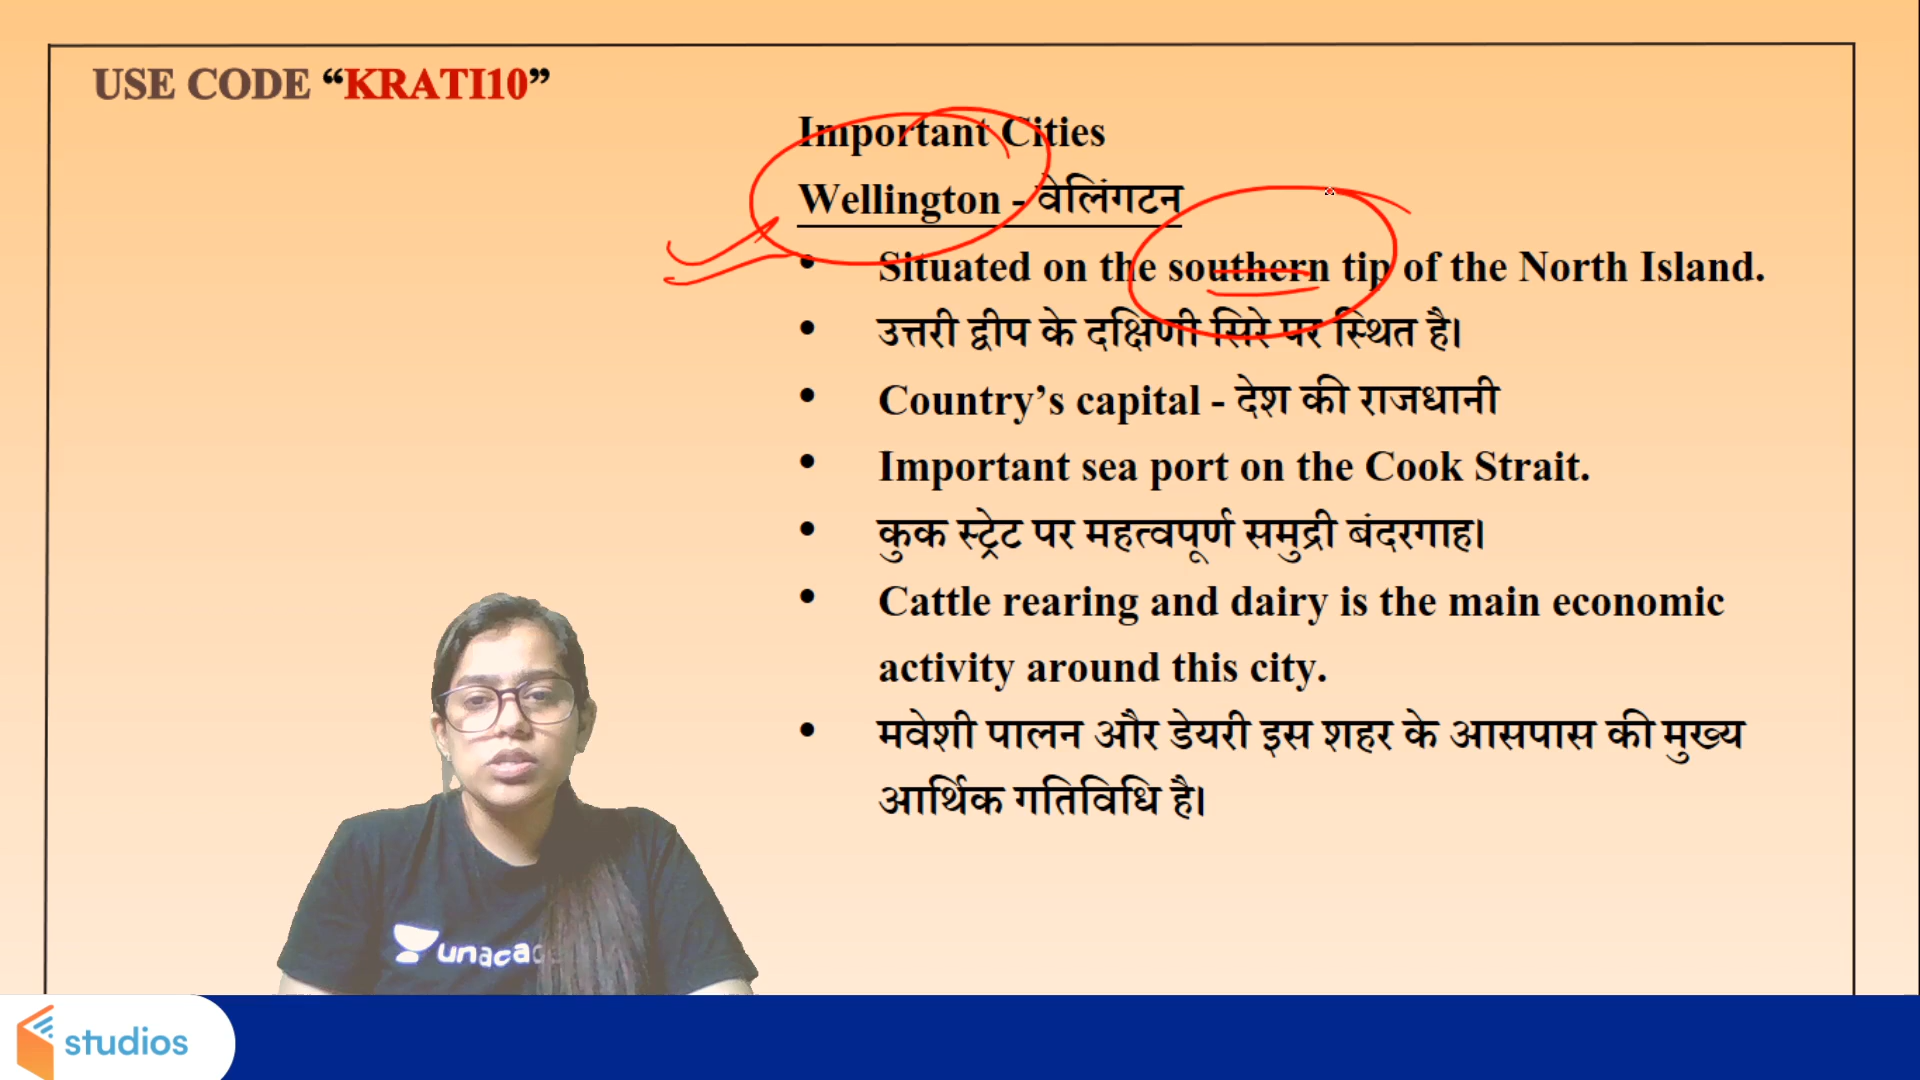 USE CODE “KRATI10”
Important Cities
Wellington - वेलिंगटन
• Situated on the southern tip of the North Island.
• उत्तरी द्वीप के दक्षिणी सिरे पर स्थित है।
• Country’s capital - देश की राजधानी
• Important sea port on the Cook Strait.
• कुक स्ट्रेट पर महत्वपूर्ण समुद्री बंदरगाह।
• Cattle rearing and dairy is the main economic
activity around this city.
• मवेशी पालन और डेयरी इस शहर के आसपास की मुख्य
आर्थिक गतिविधि है।
studios